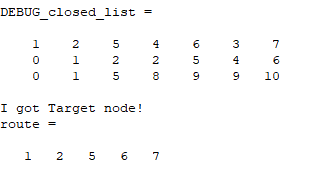 DEBUG_closed_list =
1 2 5 4 6 3 7
0 1 2 2 5 4 6
0 1 5 8 9 9 10
I got Target node!
route =
1 2 5 6 7